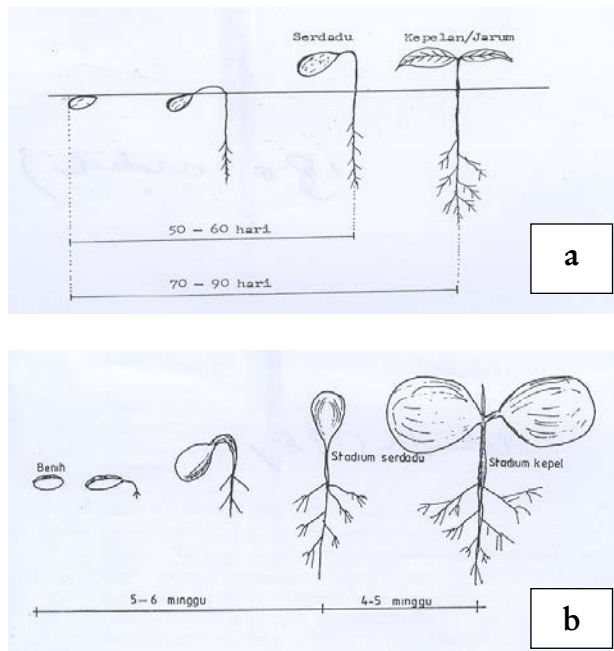 Serdadu
Kepelan/Jarum
50 – 60 hari
70 – 90 hari
a
Benih
Stadium serdadu
Stadium kepel
5–6 minggu
4-5 minggu
b